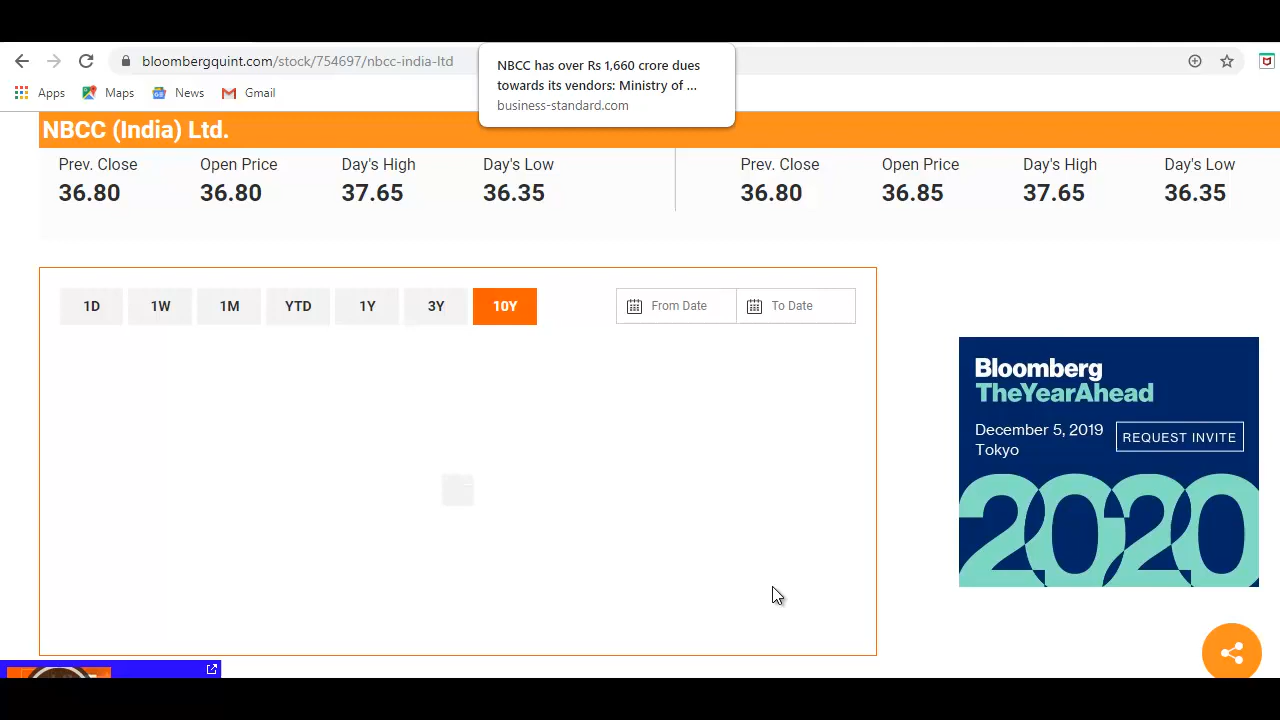 bloombergquint.com/stock/754697/nbcc-india-ltd
NBCC has over Rs 1,660 crore dues
towards its vendors: Ministry of ...
business-standard.com
Apps Maps News Gmail
NBCC (India) Ltd.
Prev. Close Open Price Day's High Day's Low Prev. Close Open Price Day's High Day's Low
36.80 36.80 37.65 36.35 36.80 36.85 37.65 36.35
1D 1W 1M YTD 1Y 3Y 10Y From Date To Date
Bloomberg
TheYearAhead
December 5, 2019
Tokyo
REQUEST INVITE
2020